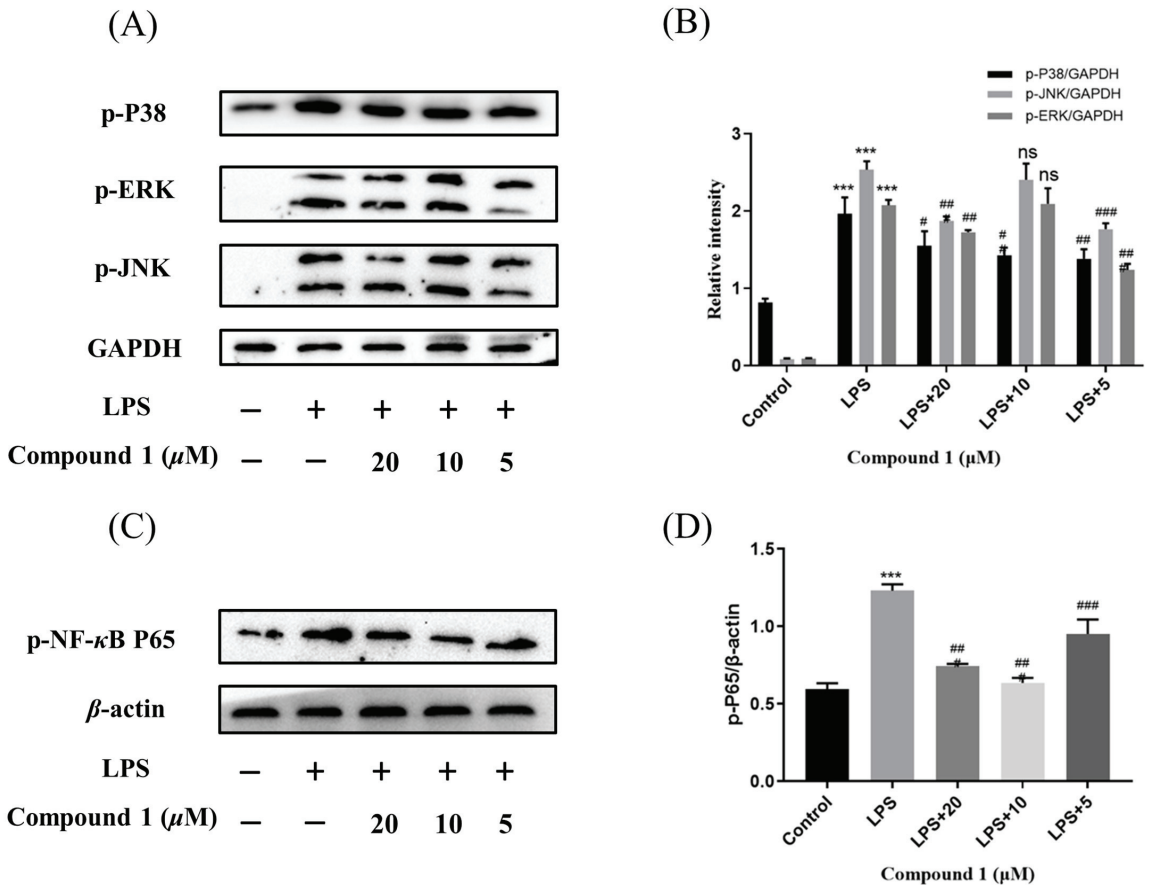 (A)
p-P38
p-ERK
p-JNK
GAPDH
LPS – + + + +
Compound 1 (μM) – – 20 10 5
(B)
p-P38/GAPDH
p-JNK/GAPDH
p-ERK/GAPDH
Relative intensity
3
2
1
0
*** *** ***
# ## ##
# # ns ns
## ### ## #
Control LPS LPS+20 LPS+10 LPS+5
Compound 1 (μM)
(C)
p-NF-κB P65
β-actin
LPS – + + + +
Compound 1 (μM) – – 20 10 5
(D)
p-P65/β-actin
1.5
1.0
0.5
0.0
***
## #
## #
###
Control LPS LPS+20 LPS+10 LPS+5
Compound 1 (μM)